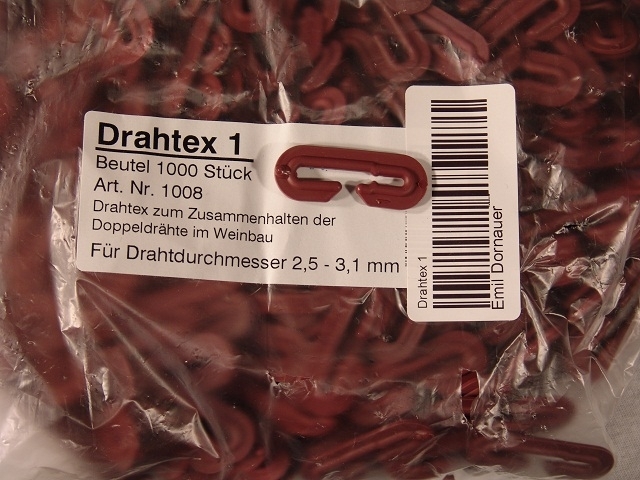 Drahtex 1
Beutel 1000 Stück
Art. Nr. 1008
Drahtex zum Zusammenhalten der
Doppeldrähte im Weinbau
Für Drahtdurchmesser 2,5 - 3,1 mm
Drahtex 1
Emil Dornauer